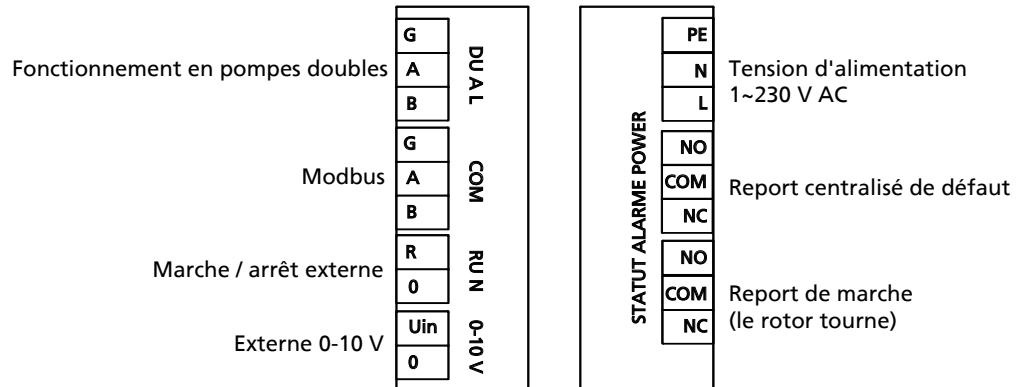 Fonctionnement en pompes doubles
G
A
B
DUAL
Modbus
G
A
B
COM
Marche / arrêt externe
R
0
RUN
Externe 0-10 V
Uin
0
0-10 V
STATUT ALARME POWER
PE
N
L
Tension d'alimentation
1~230 V AC
NO
COM
NC
Report centralisé de défaut
NO
COM
NC
Report de marche
(le rotor tourne)